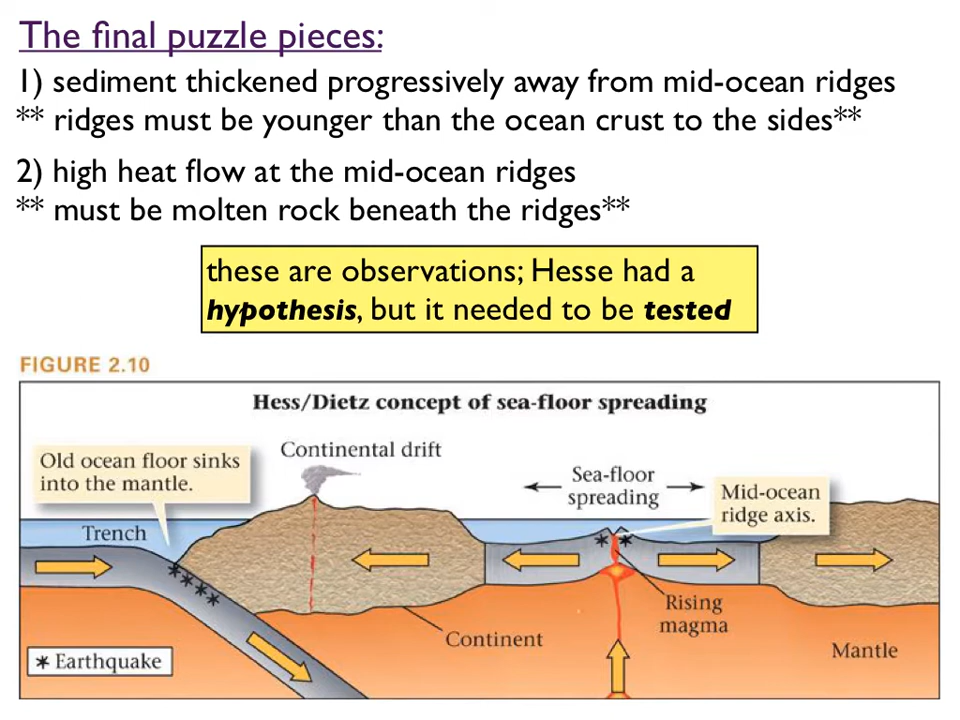 The final puzzle pieces:
1) sediment thickened progressively away from mid-ocean ridges
** ridges must be younger than the ocean crust to the sides**
2) high heat flow at the mid-ocean ridges
** must be molten rock beneath the ridges**
these are observations; Hesse had a
hypothesis, but it needed to be tested
FIGURE 2.10
Hess/Dietz concept of sea-floor spreading
Old ocean floor sinks
into the mantle.
Continental drift
Sea-floor
spreading
Mid-ocean
ridge axis.
Trench
Rising
magma
Continent
Mantle
* Earthquake